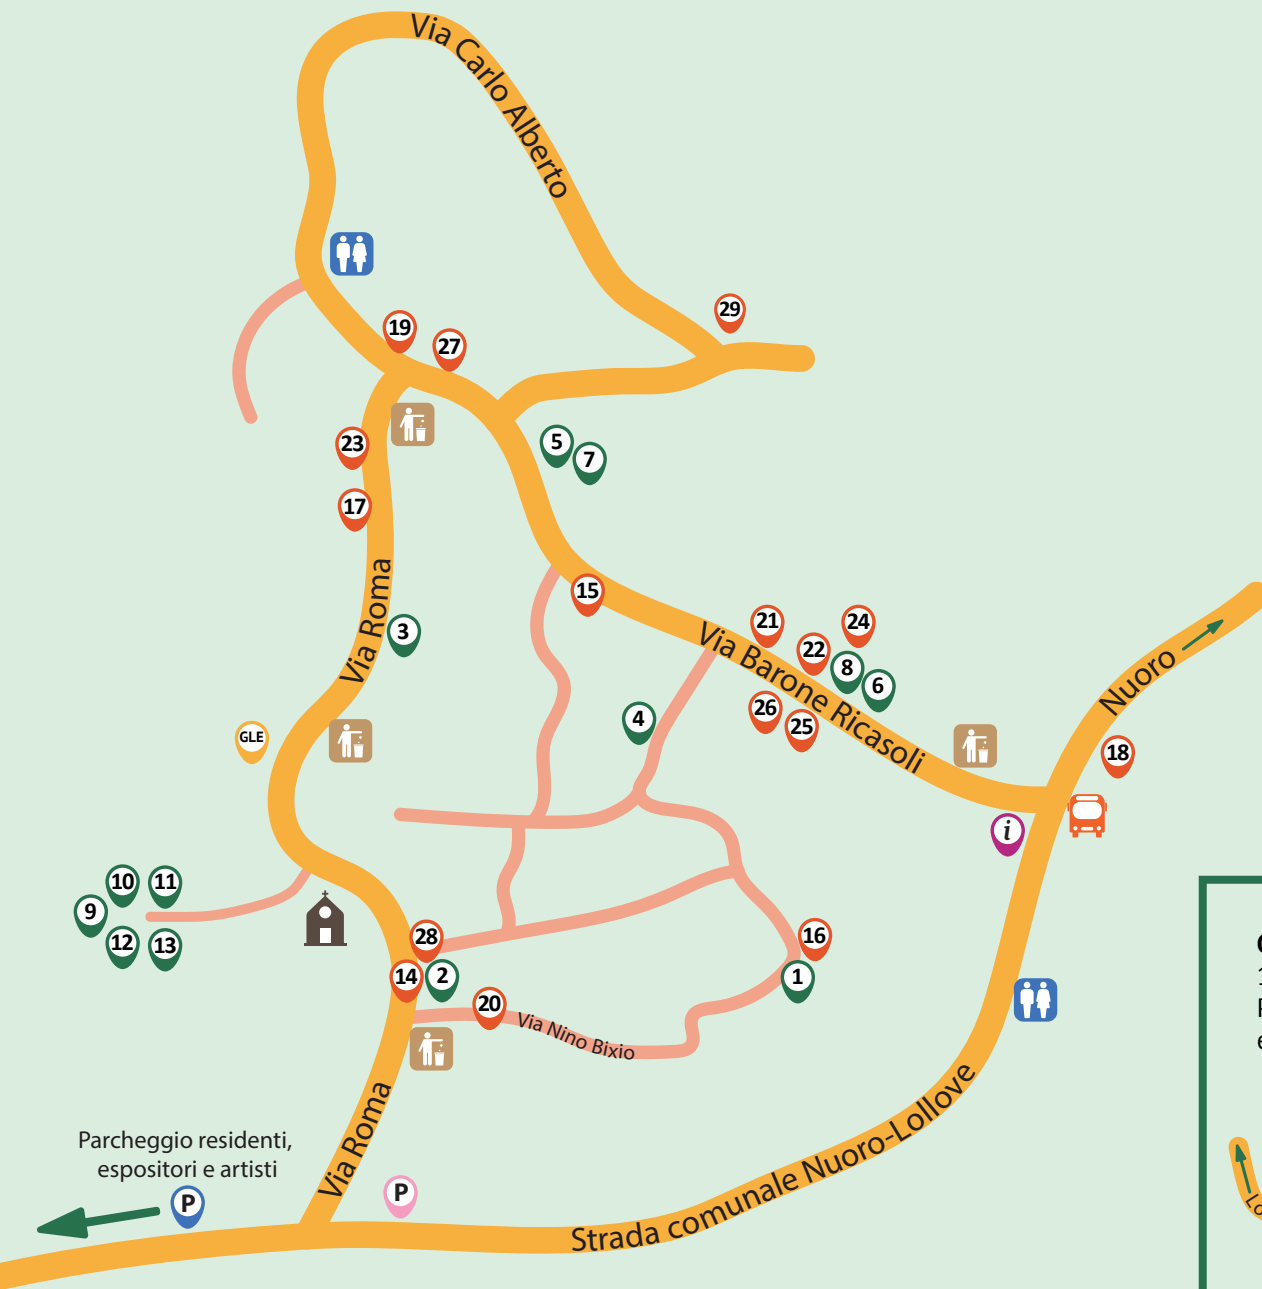 Via Carlo Alberto
29
19
27
23
5
7
17
15
Via Roma
3
21
24
22
8
6
Via Barone Ricasoli
26
25
4
GLE
Nuoro
18
i
10
11
9
12
13
28
14
2
16
1
20
Via Nino Bixio
Via Roma
Parcheggio residenti,
espositori e artisti
P
P
Strada comunale Nuoro-Lollove